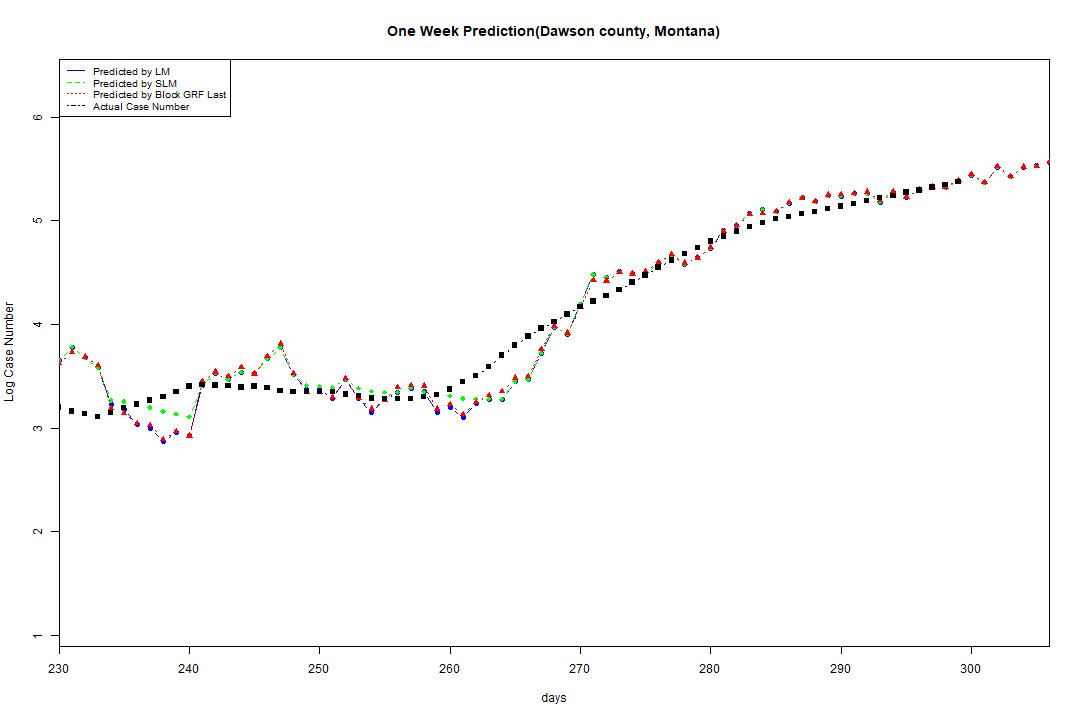 One Week Prediction(Dawson county, Montana)
Predicted by LM
Predicted by SLM
Predicted by Block GRF Last
Actual Case Number
Log Case Number
6
5
4
3
2
1
230 240 250 260 270 280 290 300
days